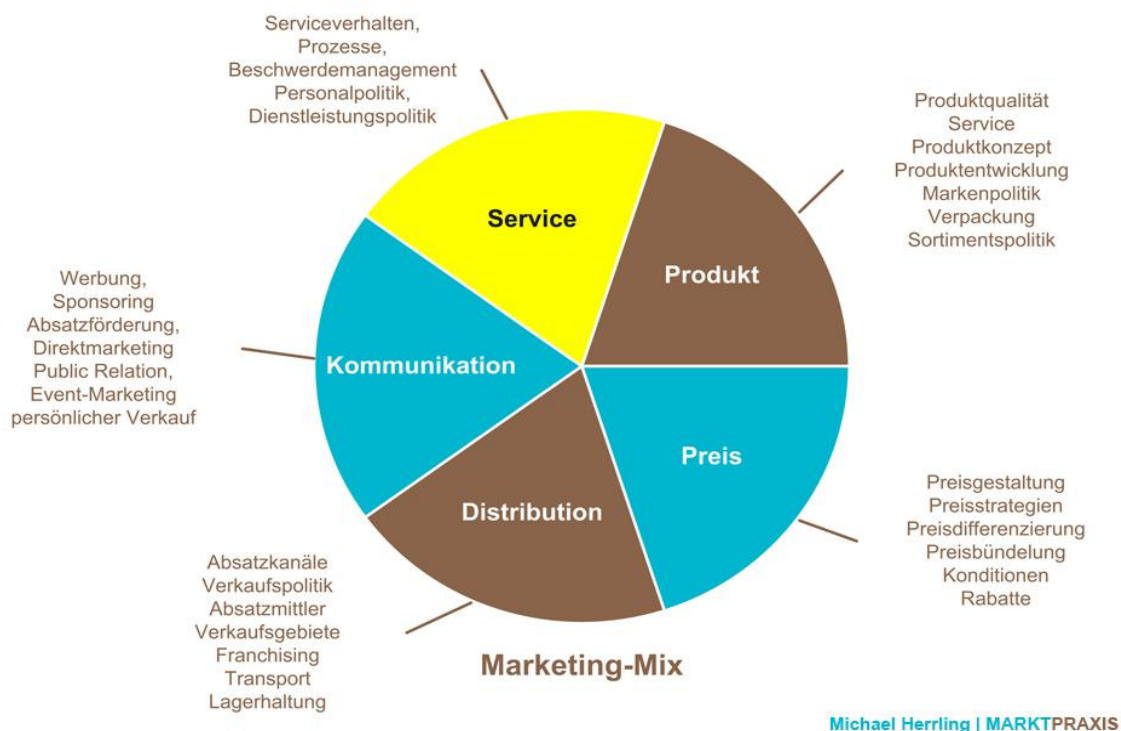 Serviceverhalten,
Prozesse,
Beschwerdemanagement
Personalpolitik,
Dienstleistungspolitik
Service
Produktqualität
Service
Produktkonzept
Produktentwicklung
Markenpolitik
Verpackung
Sortimentspolitik
Produkt
Werbung,
Sponsoring
Absatzförderung,
Direktmarketing
Public Relation,
Event-Marketing
persönlicher Verkauf
Kommunikation
Preis
Preisgestaltung
Preisstrategien
Preisdifferenzierung
Preisbündelung
Konditionen
Rabatte
Distribution
Absatzkanäle
Verkaufspolitik
Absatzmittler
Verkaufsgebiete
Franchising
Transport
Lagerhaltung
Marketing-Mix
Michael Herrling | MARKTPRAXIS